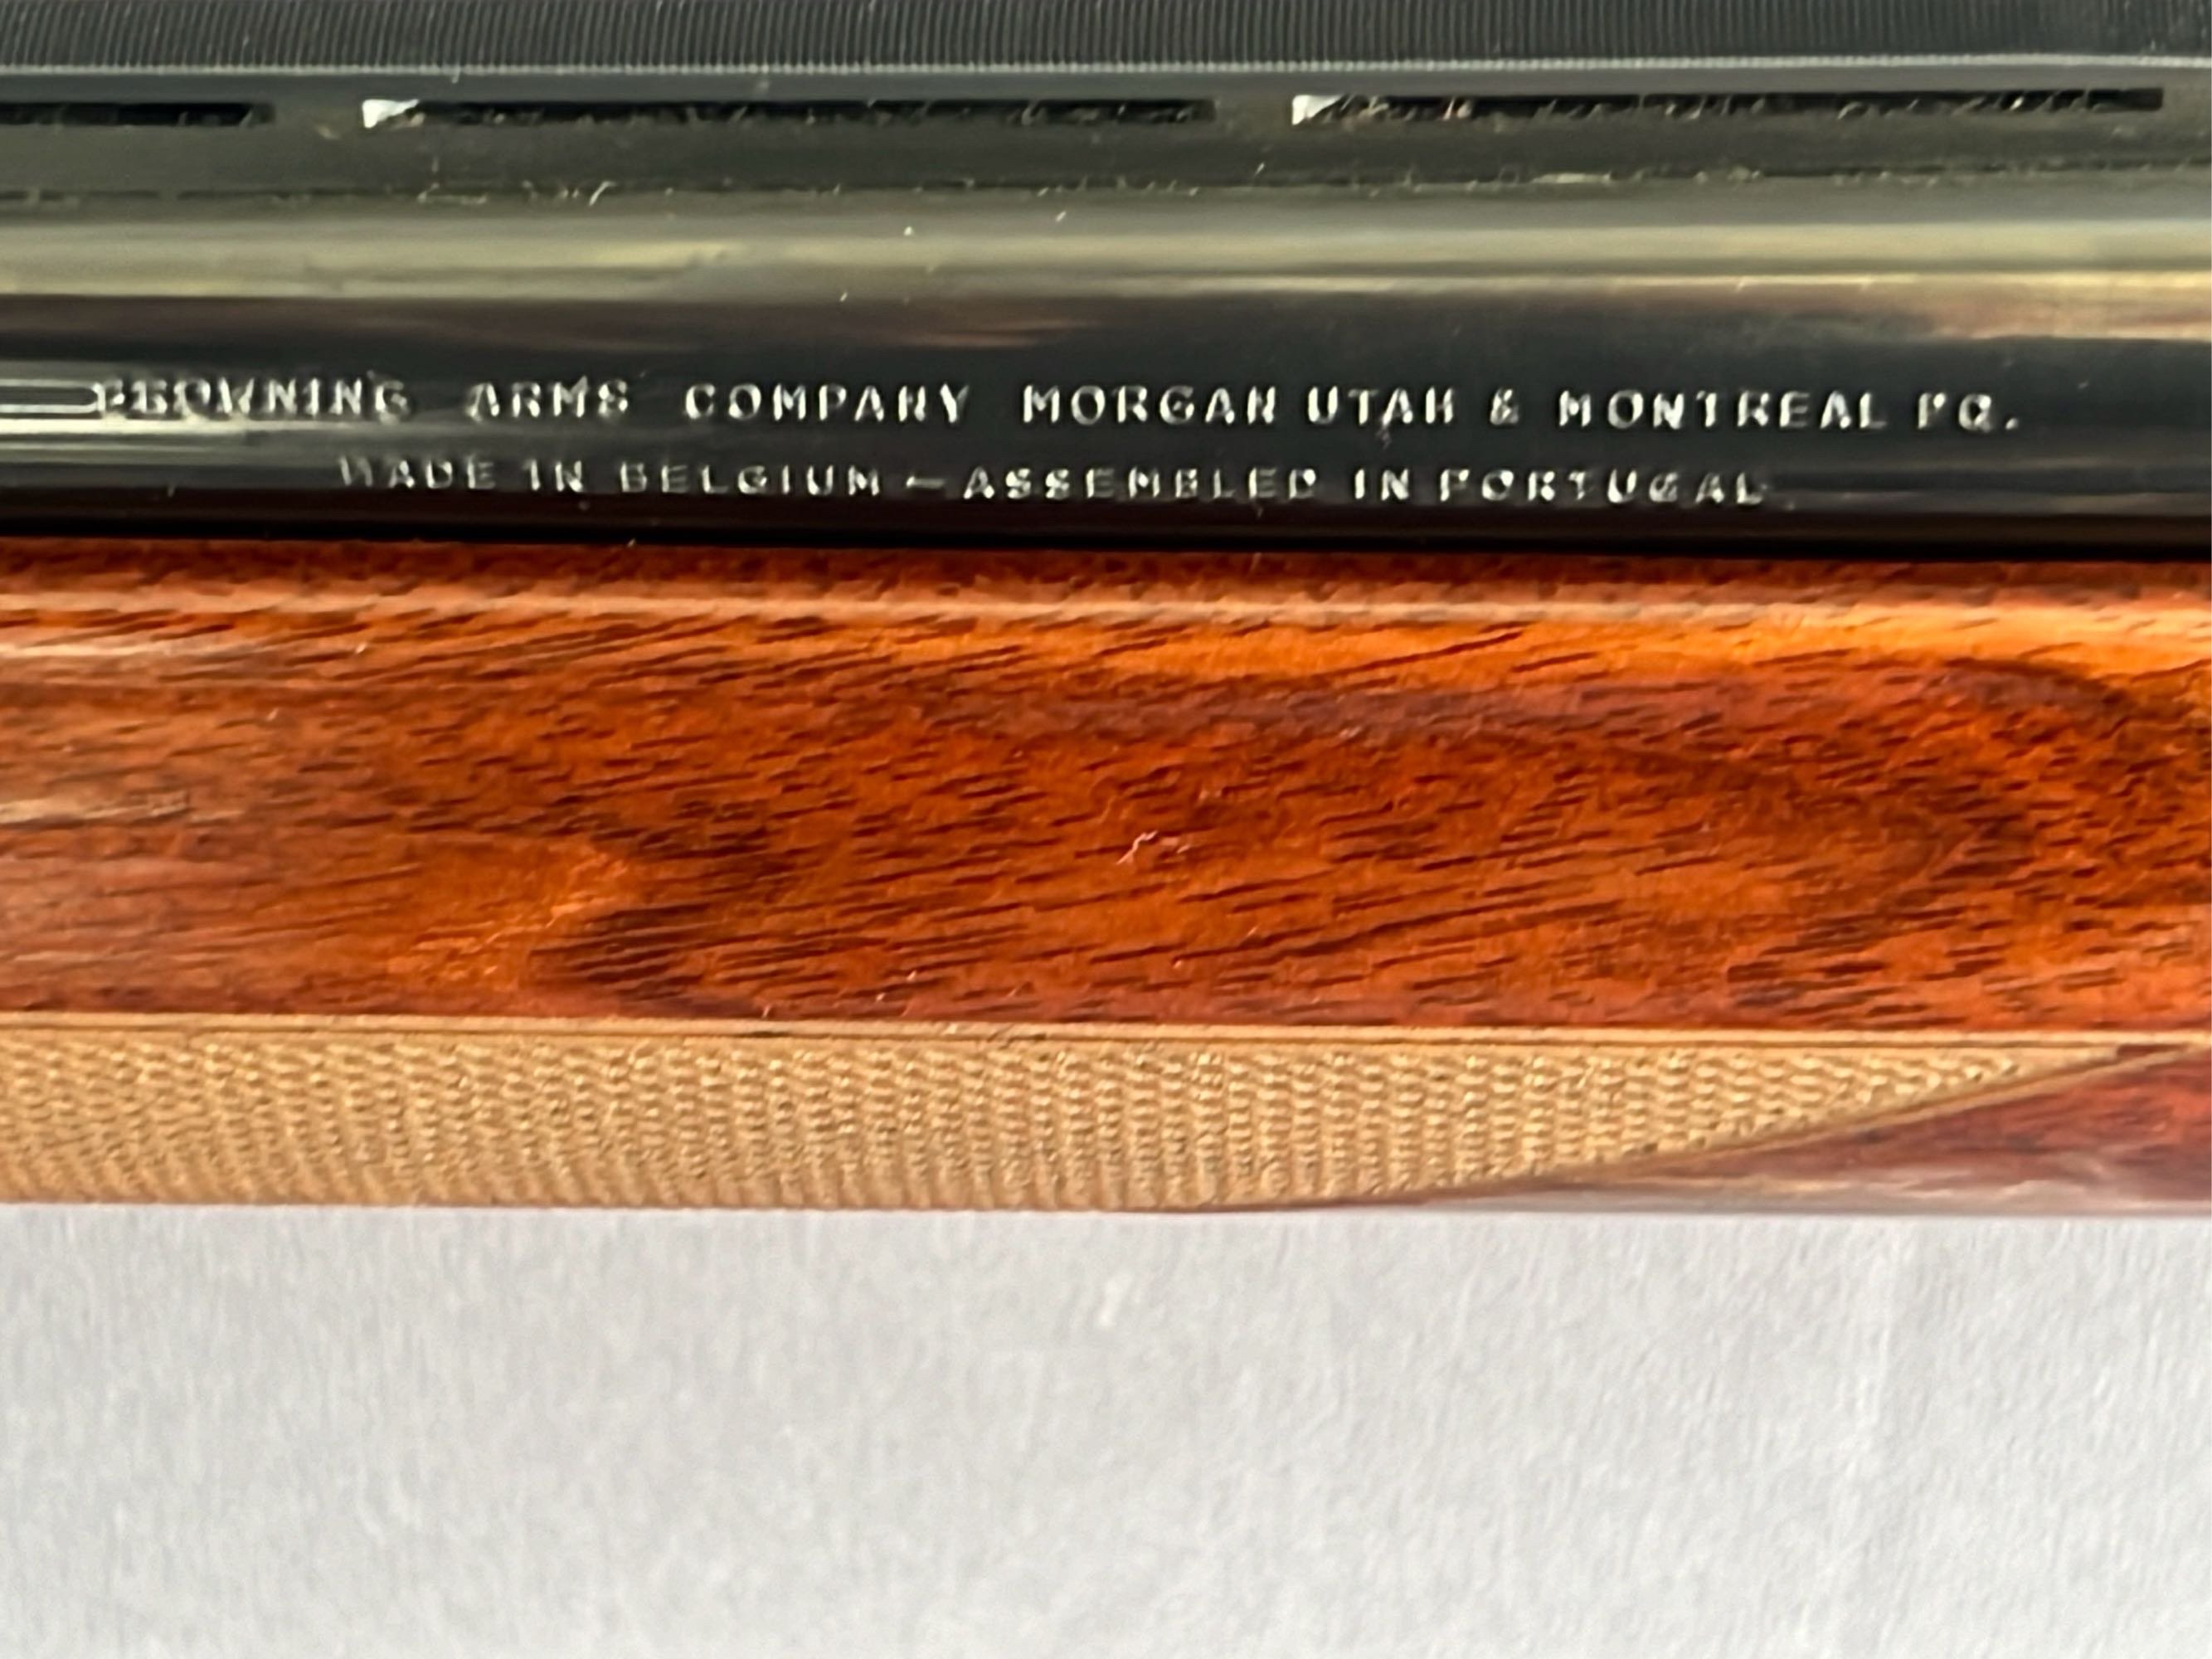 BROWNING ARMS COMPANY MORGAN UTAH & MONTREAL PQ.
MADE IN BELGIUM – ASSEMBLED IN PORTUGAL